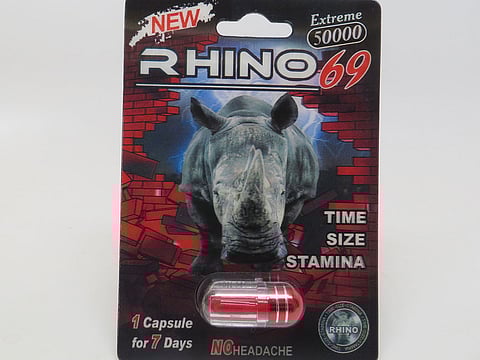 NEW
Extreme
50000
RHINO 69
TIME
SIZE
STAMINA
1 Capsule
for 7 Days
NO HEADACHE
RHINO